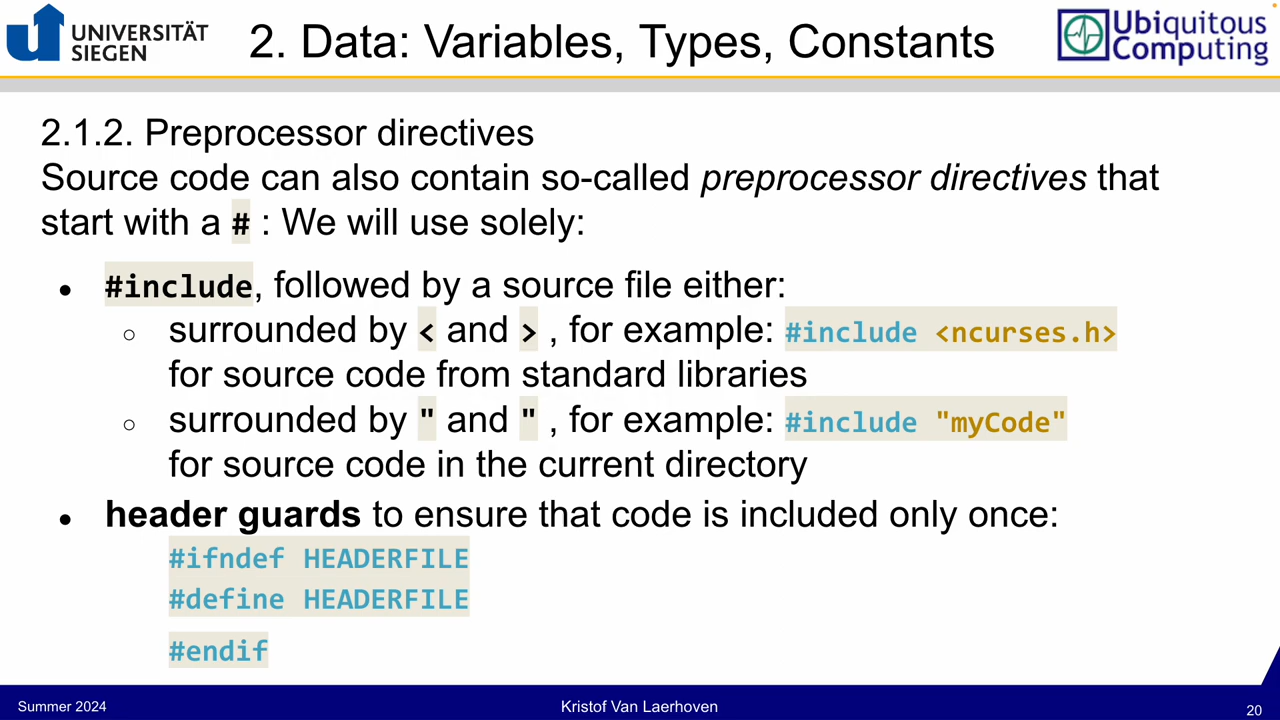 UNIVERSITÄT
SIEGEN
2. Data: Variables, Types, Constants
Ubiquitous
Computing
2.1.2. Preprocessor directives
Source code can also contain so-called preprocessor directives that
start with a # : We will use solely:
● #include, followed by a source file either:
○ surrounded by < and > , for example: #include <ncurses.h>
for source code from standard libraries
○ surrounded by " and " , for example: #include "myCode"
for source code in the current directory
● header guards to ensure that code is included only once:
#ifndef HEADERFILE
#define HEADERFILE
#endif
Summer 2024
Kristof Van Laerhoven
20